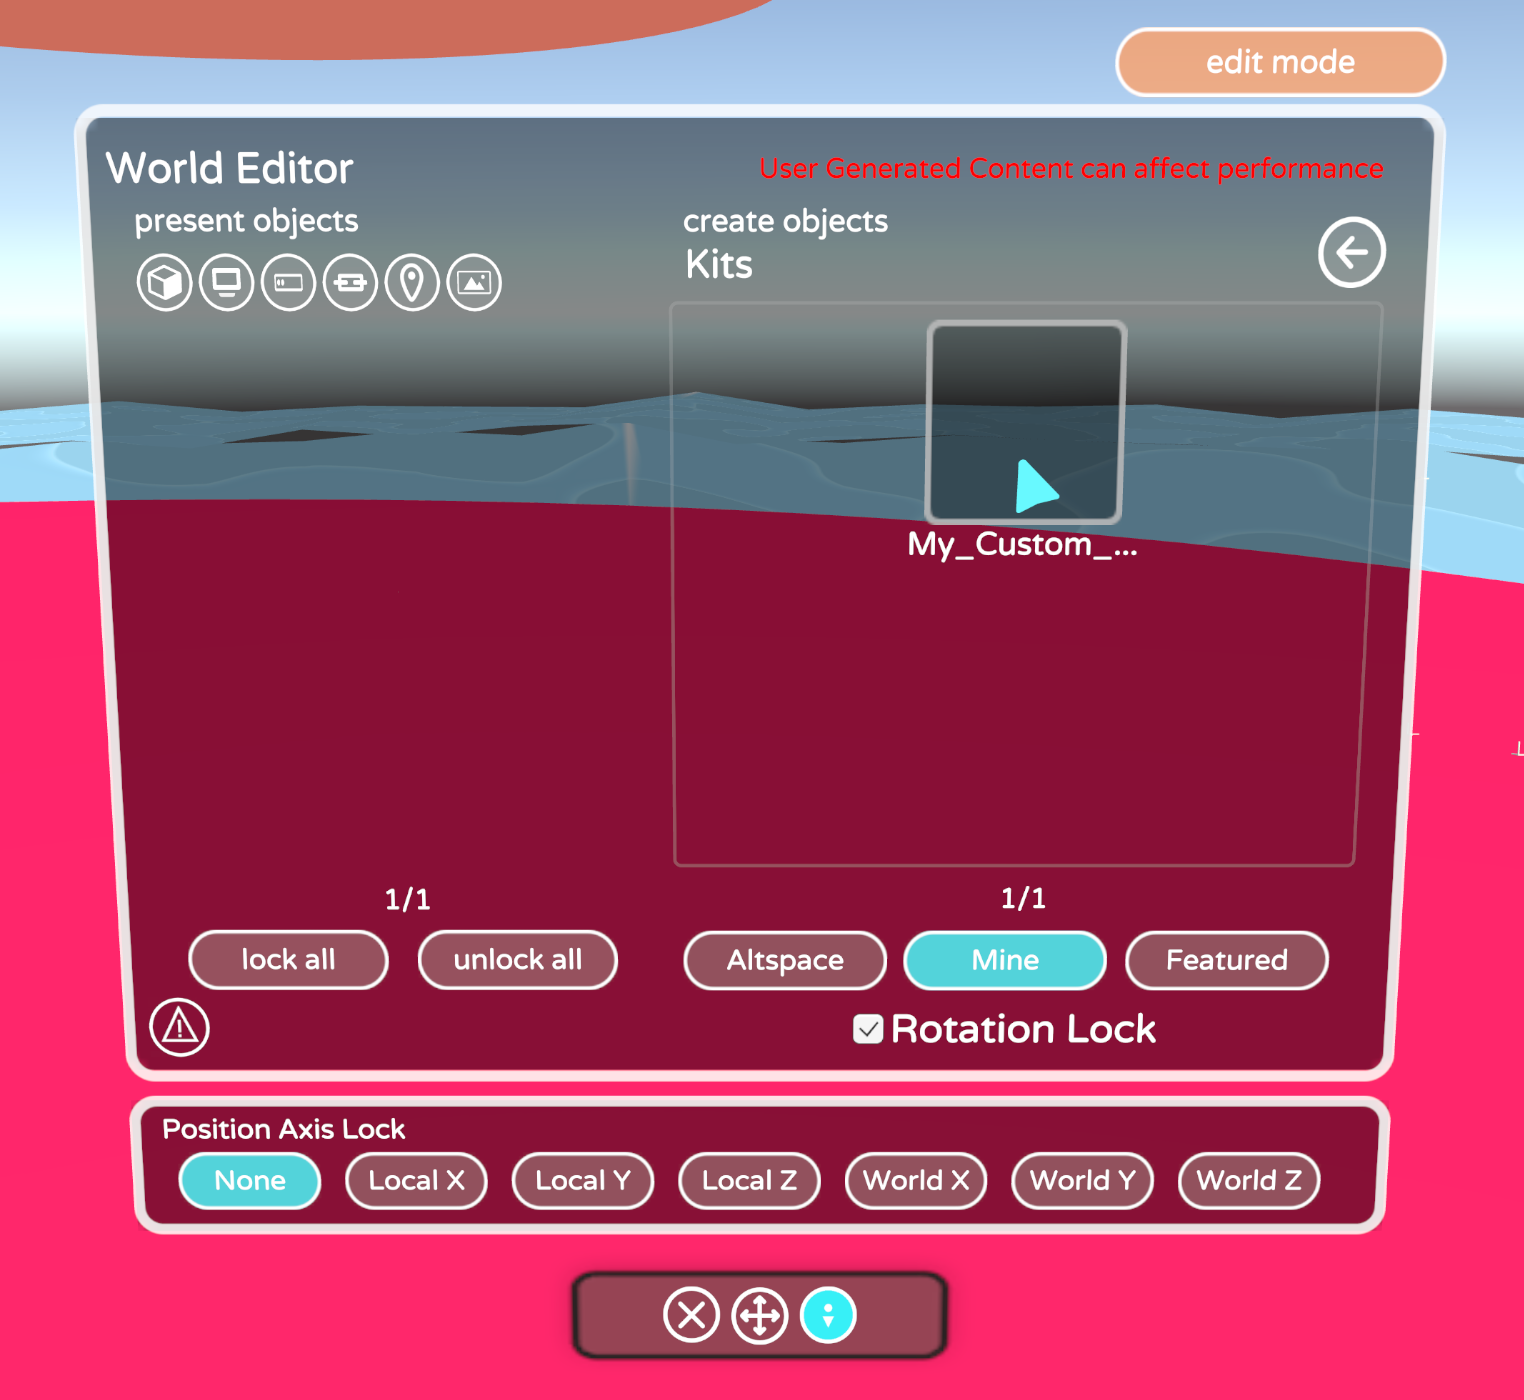 edit mode
World Editor
User Generated Content can affect performance
present objects
create objects
Kits
My_Custom_...
1/1
1/1
lock all
unlock all
Altspace
Mine
Featured
Rotation Lock
Position Axis Lock
None
Local X
Local Y
Local Z
World X
World Y
World Z